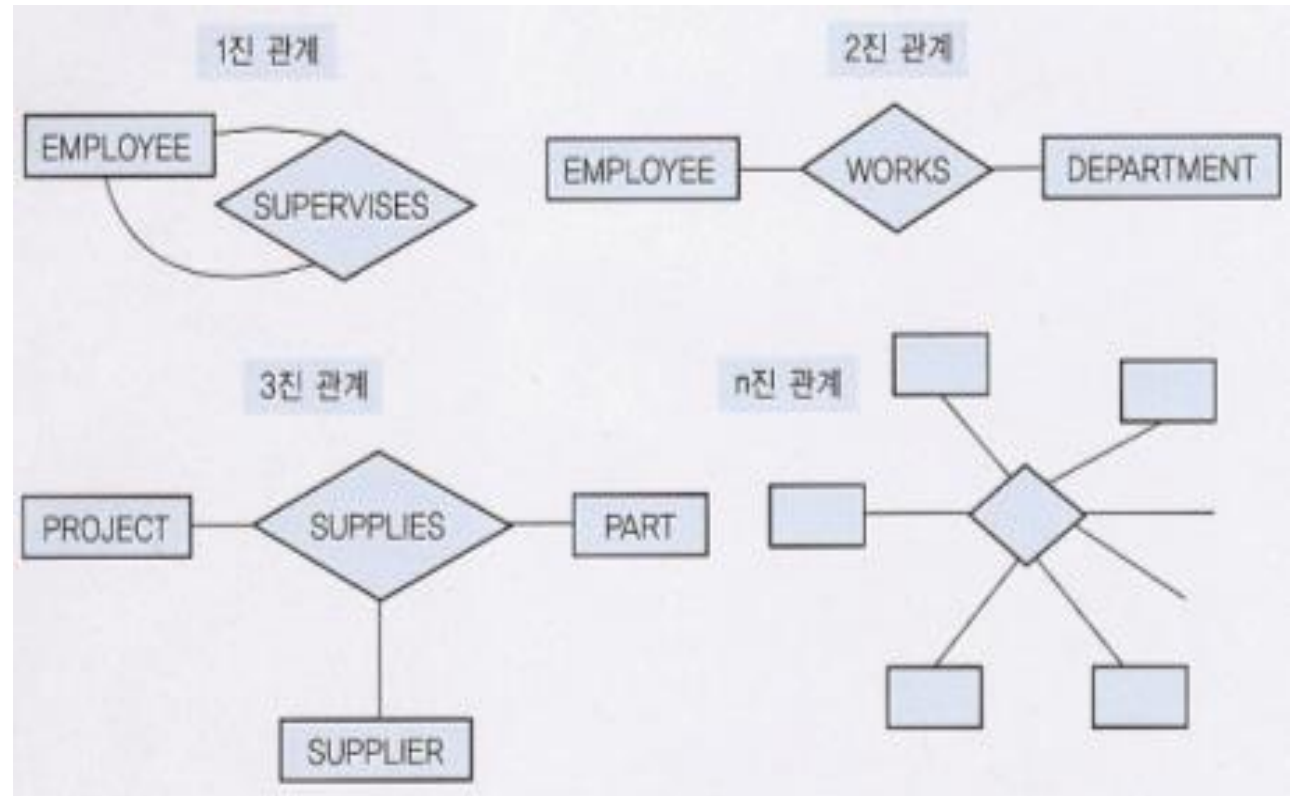 1진 관계
EMPLOYEE
SUPERVISES
2진 관계
EMPLOYEE
WORKS
DEPARTMENT
3진 관계
PROJECT
SUPPLIES
PART
SUPPLIER
n진 관계